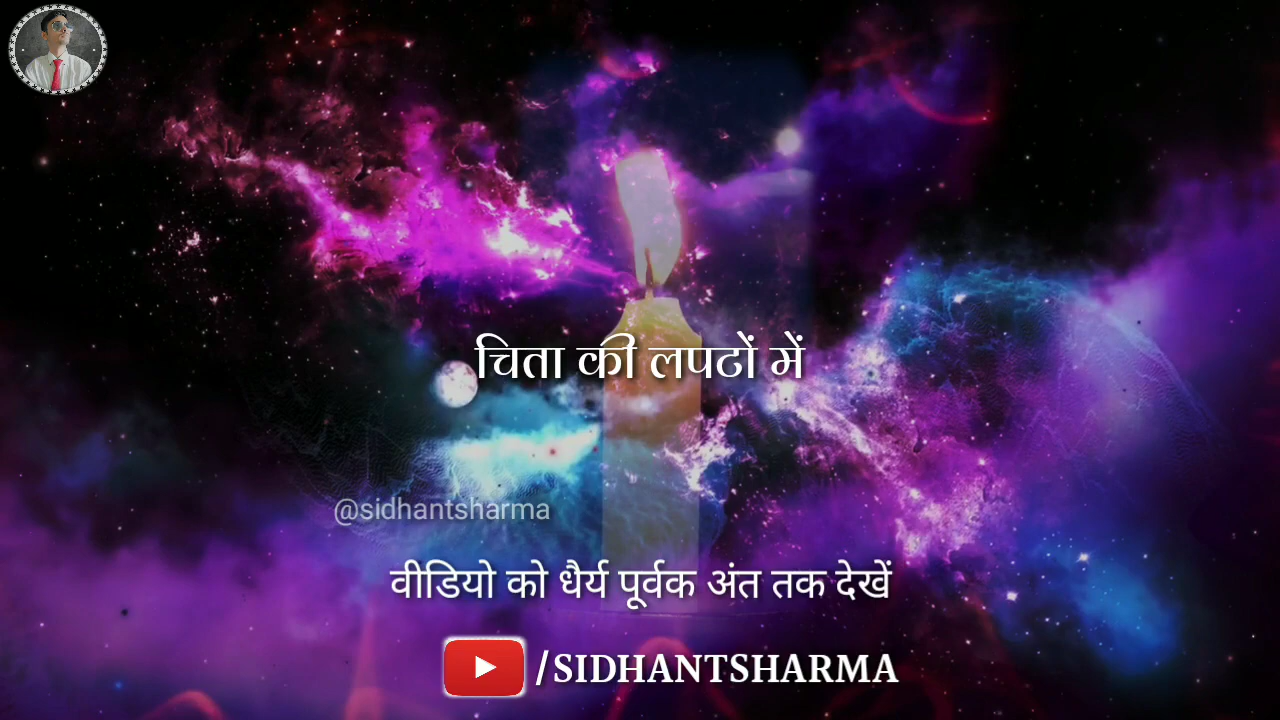 चिता की लपटों में
@sidhantsharma
वीडियो को धैर्य पूर्वक अंत तक देखें
/SIDHANTSHARMA